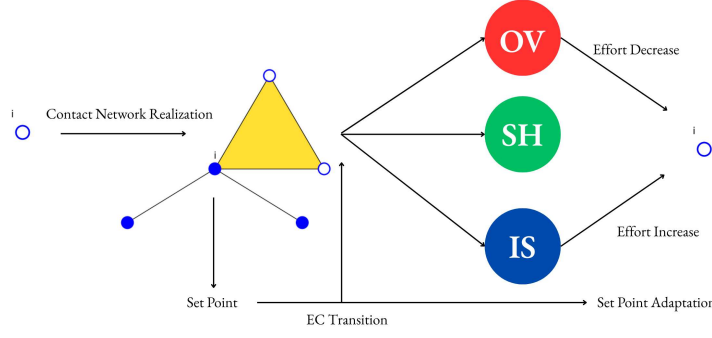 OV
Effort Decrease
i
Contact Network Realization
SH
i
i
Effort Increase
IS
Set Point
Set Point Adaptation
EC Transition